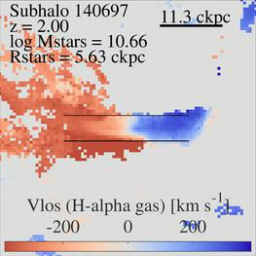 Subhalo 140697
z = 2.00
log Mstars = 10.66
Rstars = 5.63 ckpc
11.3 ckpc
Vlos (H-alpha gas) [km s⁻¹]
-200 0 200